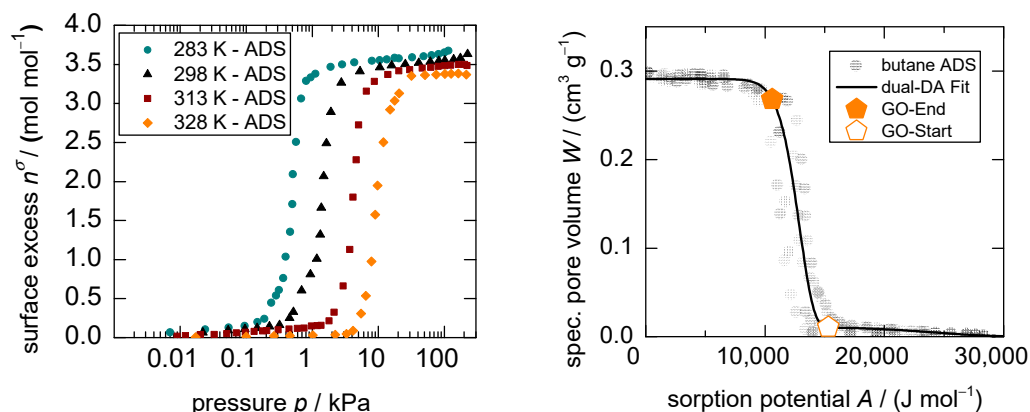 surface excess n^σ / (mol mol⁻¹)
4.0
3.5
3.0
2.5
2.0
1.5
1.0
0.5
0.0
283 K - ADS
298 K - ADS
313 K - ADS
328 K - ADS
0.01 0.1 1 10 100
pressure p / kPa
spec. pore volume W / (cm³ g⁻¹)
0.3
0.2
0.1
0.0
butane ADS
dual-DA Fit
GO-End
GO-Start
0 10,000 20,000 30,000
sorption potential A / (J mol⁻¹)